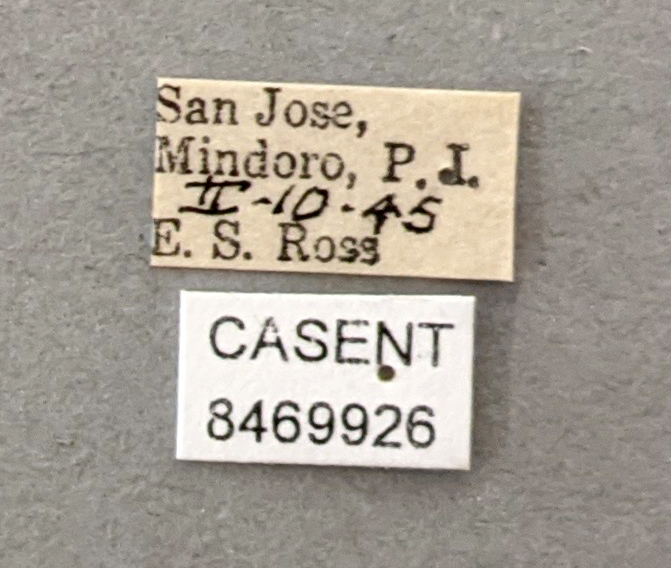 San Jose,
Mindoro, P. I.
II-10-45
E. S. Ross
CASENT
8469926